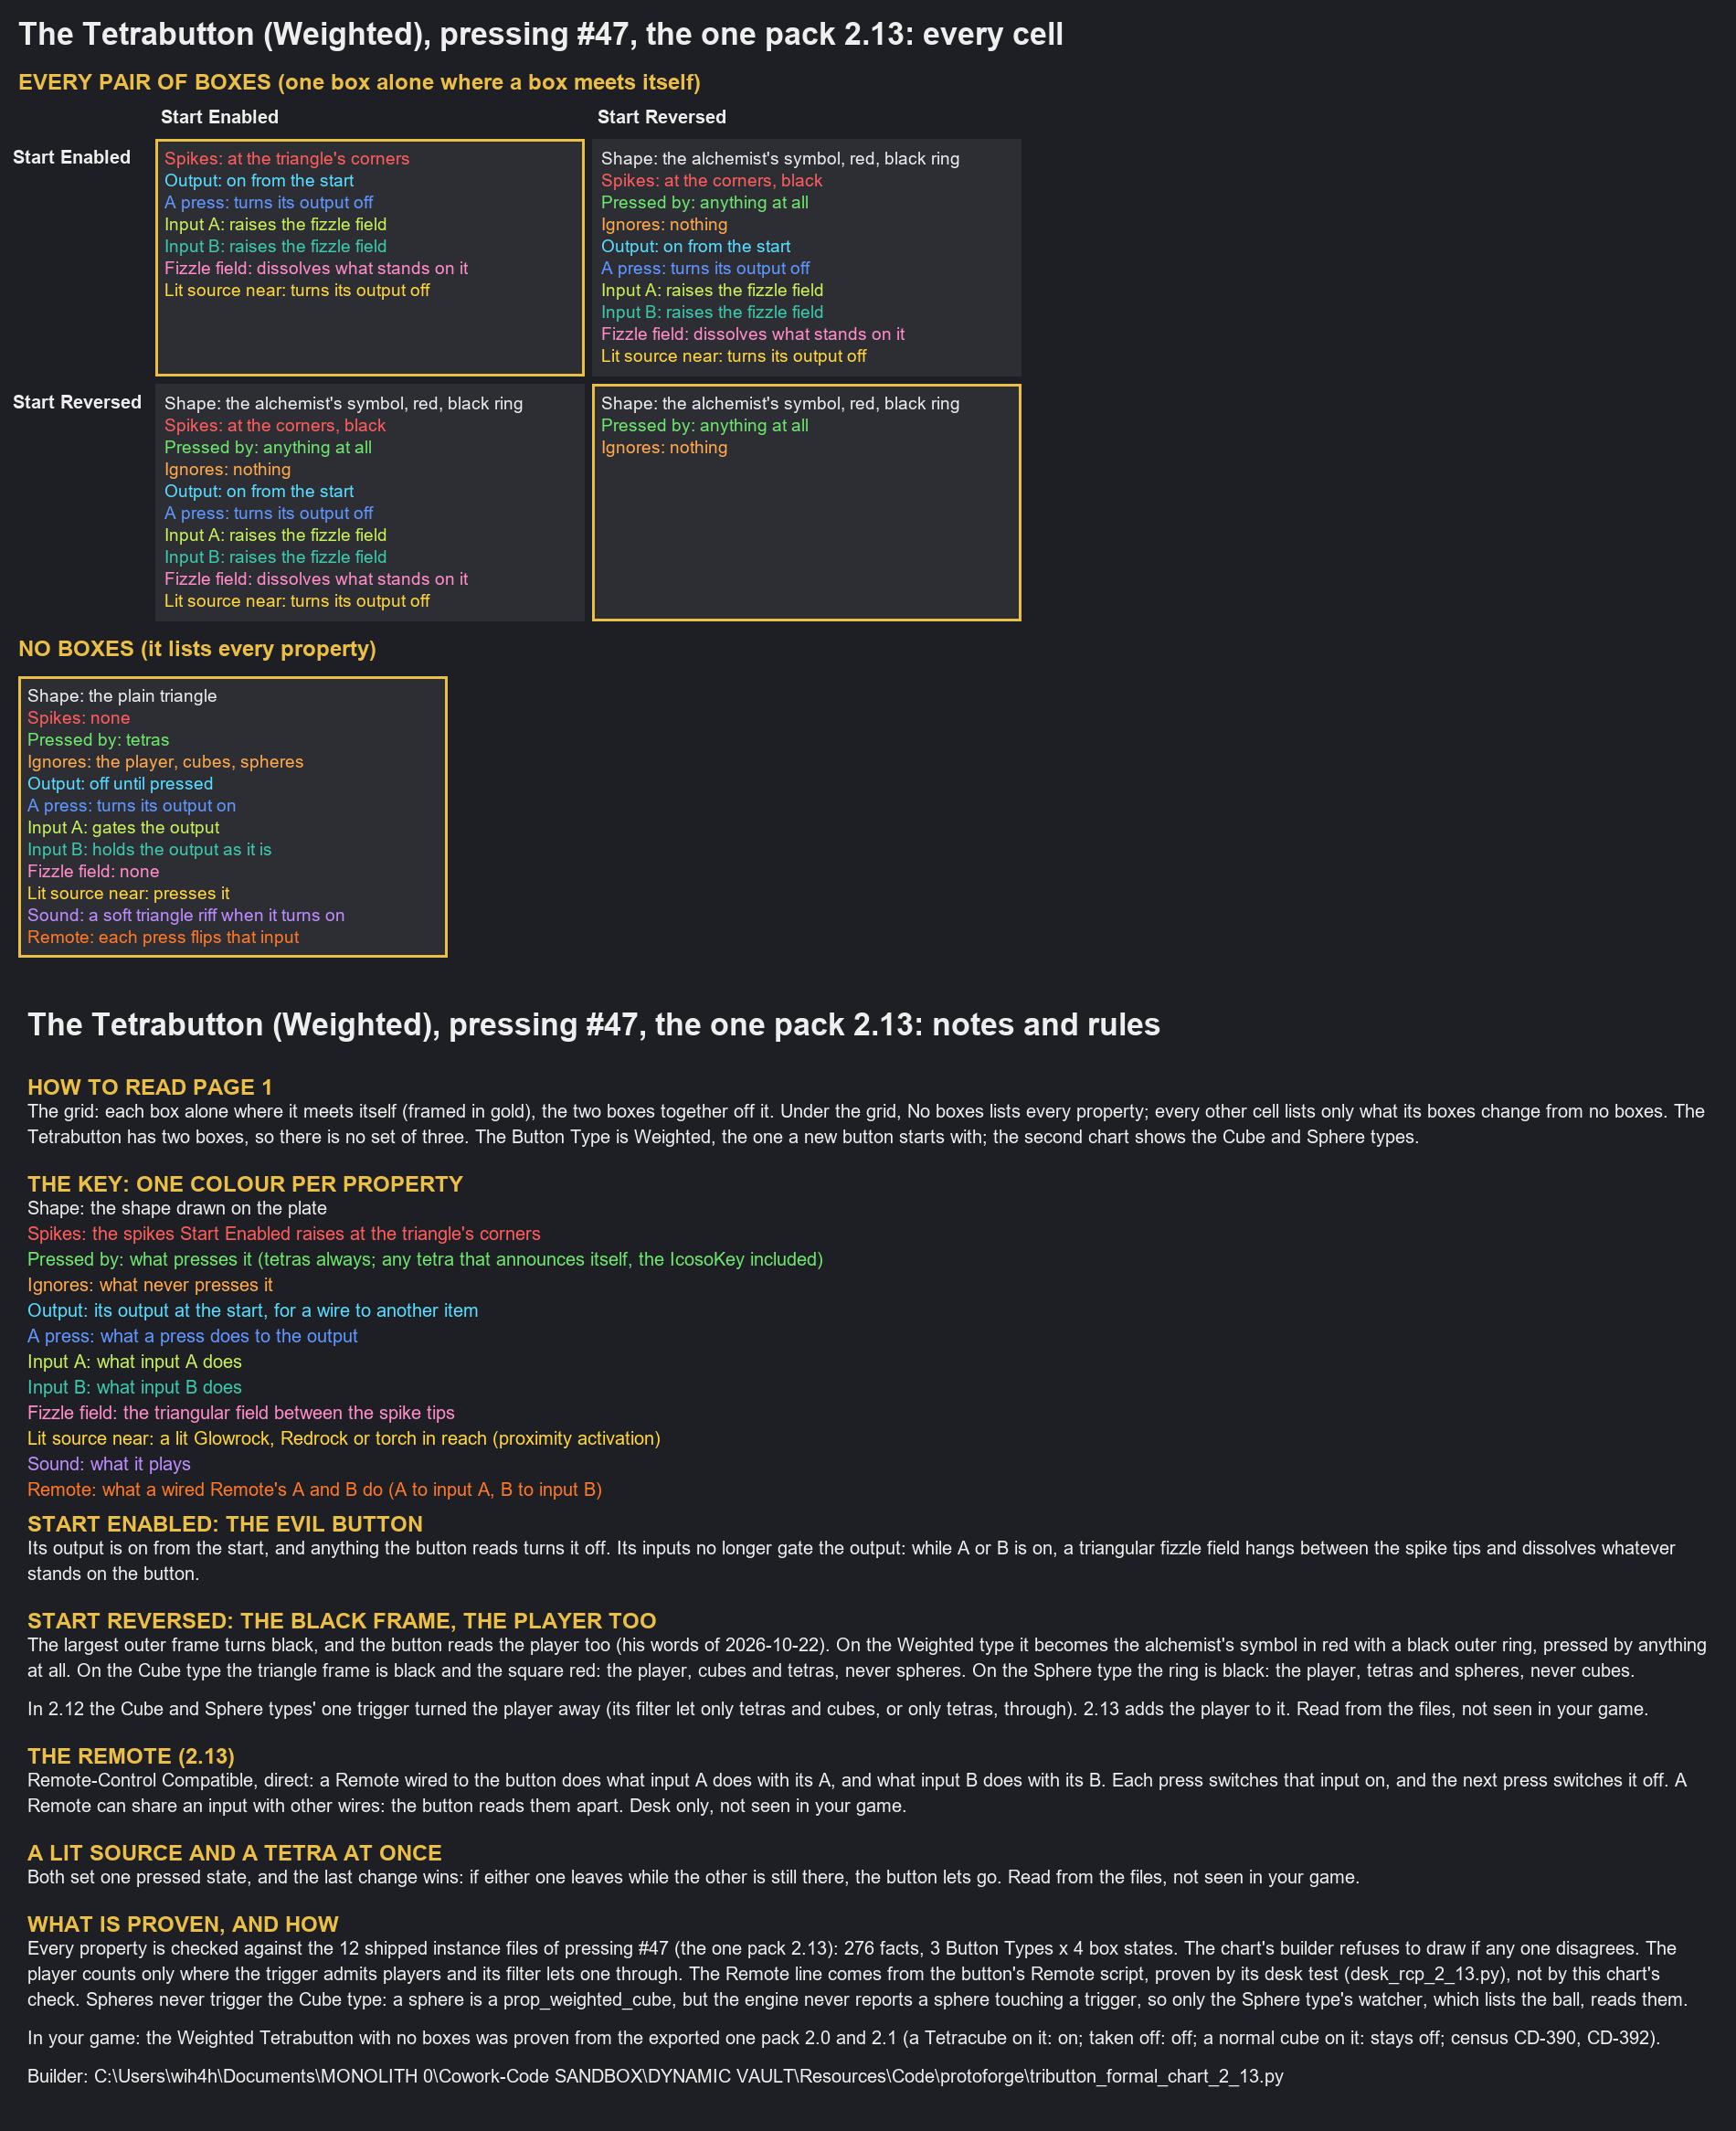 The Tetrabutton (Weighted), pressing #47, the one pack 2.13: every cell
EVERY PAIR OF BOXES (one box alone where a box meets itself)
Start Enabled
Start Reversed
Start Enabled
Spikes: at the triangle's corners
Output: on from the start
A press: turns its output off
Input A: raises the fizzle field
Input B: raises the fizzle field
Fizzle field: dissolves what stands on it
Lit source near: turns its output off
Shape: the alchemist's symbol, red, black ring
Spikes: at the corners, black
Pressed by: anything at all
Ignores: nothing
Output: on from the start
A press: turns its output off
Input A: raises the fizzle field
Input B: raises the fizzle field
Fizzle field: dissolves what stands on it
Lit source near: turns its output off
Start Reversed
Shape: the alchemist's symbol, red, black ring
Spikes: at the corners, black
Pressed by: anything at all
Ignores: nothing
Output: on from the start
A press: turns its output off
Input A: raises the fizzle field
Input B: raises the fizzle field
Fizzle field: dissolves what stands on it
Lit source near: turns its output off
Shape: the alchemist's symbol, red, black ring
Pressed by: anything at all
Ignores: nothing
NO BOXES (it lists every property)
Shape: the plain triangle
Spikes: none
Pressed by: tetras
Ignores: the player, cubes, spheres
Output: off until pressed
A press: turns its output on
Input A: gates the output
Input B: holds the output as it is
Fizzle field: none
Lit source near: presses it
Sound: a soft triangle riff when it turns on
Remote: each press flips that input
The Tetrabutton (Weighted), pressing #47, the one pack 2.13: notes and rules
HOW TO READ PAGE 1
The grid: each box alone where it meets itself (framed in gold), the two boxes together off it. Under the grid, No boxes lists every property; every other cell lists only what its boxes change from no boxes. The
Tetrabutton has two boxes, so there is no set of three. The Button Type is Weighted, the one a new button starts with; the second chart shows the Cube and Sphere types.
THE KEY: ONE COLOUR PER PROPERTY
Shape: the shape drawn on the plate
Spikes: the spikes Start Enabled raises at the triangle's corners
Pressed by: what presses it (tetras always; any tetra that announces itself, the IcosoKey included)
Ignores: what never presses it
Output: its output at the start, for a wire to another item
A press: what a press does to the output
Input A: what input A does
Input B: what input B does
Fizzle field: the triangular field between the spike tips
Lit source near: a lit Glowrock, Redrock or torch in reach (proximity activation)
Sound: what it plays
Remote: what a wired Remote's A and B do (A to input A, B to input B)
START ENABLED: THE EVIL BUTTON
Its output is on from the start, and anything the button reads turns it off. Its inputs no longer gate the output: while A or B is on, a triangular fizzle field hangs between the spike tips and dissolves whatever
stands on the button.
START REVERSED: THE BLACK FRAME, THE PLAYER TOO
The largest outer frame turns black, and the button reads the player too (his words of 2026-10-22). On the Weighted type it becomes the alchemist's symbol in red with a black outer ring, pressed by anything
at all. On the Cube type the triangle frame is black and the square red: the player, cubes and tetras, never spheres. On the Sphere type the ring is black: the player, tetras and spheres, never cubes.
In 2.12 the Cube and Sphere types' one trigger turned the player away (its filter let only tetras and cubes, or only tetras, through). 2.13 adds the player to it. Read from the files, not seen in your game.
THE REMOTE (2.13)
Remote-Control Compatible, direct: a Remote wired to the button does what input A does with its A, and what input B does with its B. Each press switches that input on, and the next press switches it off. A
Remote can share an input with other wires: the button reads them apart. Desk only, not seen in your game.
A LIT SOURCE AND A TETRA AT ONCE
Both set one pressed state, and the last change wins: if either one leaves while the other is still there, the button lets go. Read from the files, not seen in your game.
WHAT IS PROVEN, AND HOW
Every property is checked against the 12 shipped instance files of pressing #47 (the one pack 2.13): 276 facts, 3 Button Types x 4 box states. The chart's builder refuses to draw if any one disagrees. The
player counts only where the trigger admits players and its filter lets one through. The Remote line comes from the button's Remote script, proven by its desk test (desk_rcp_2_13.py), not by this chart's
check. Spheres never trigger the Cube type: a sphere is a prop_weighted_cube, but the engine never reports a sphere touching a trigger, so only the Sphere type's watcher, which lists the ball, reads them.
In your game: the Weighted Tetrabutton with no boxes was proven from the exported one pack 2.0 and 2.1 (a Tetracube on it: on; taken off: off; a normal cube on it: stays off; census CD-390, CD-392).
Builder: C:\Users\wih4h\Documents\MONOLITH 0\Cowork-Code SANDBOX\DYNAMIC VAULT\Resources\Code\protoforge\tributton_formal_chart_2_13.py